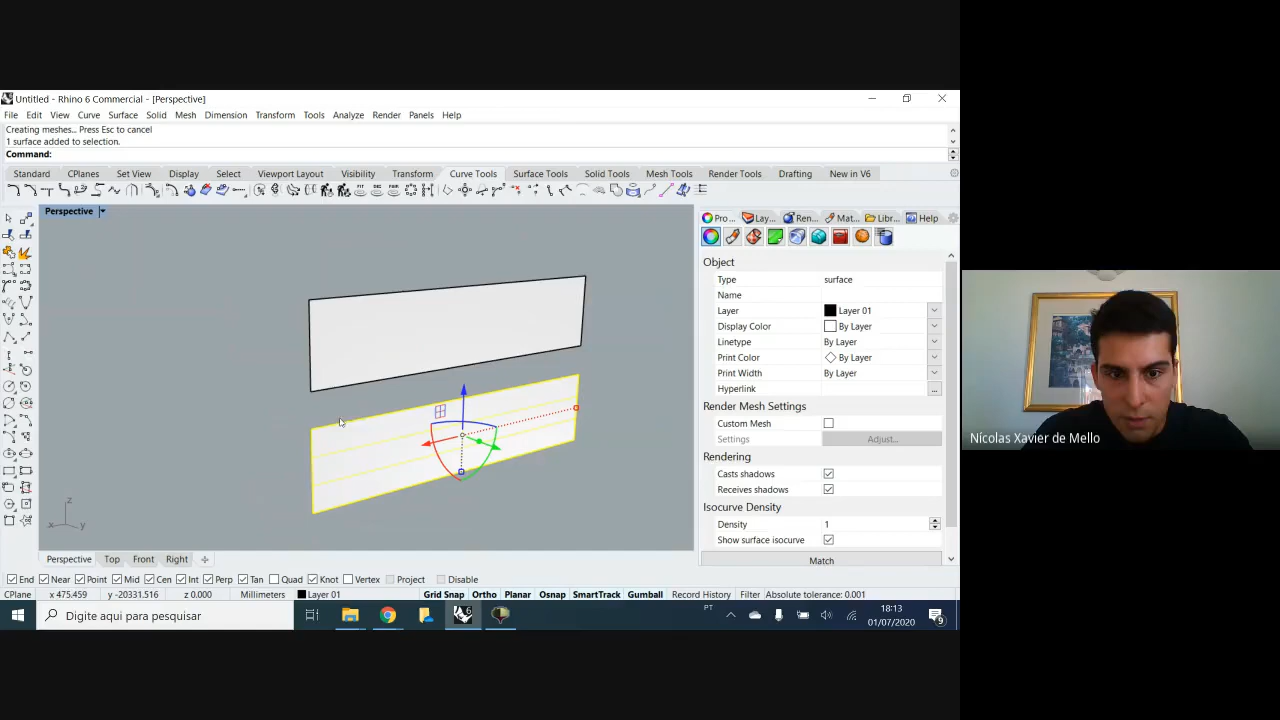 Untitled - Rhino 6 Commercial - [Perspective]
File Edit View Curve Surface Solid Mesh Dimension Transform Tools Analyze Render Panels Help
Creating meshes... Press Esc to cancel
1 surface added to selection.
Command:
Standard CPlanes Set View Display Select Viewport Layout Visibility Transform Curve Tools Surface Tools Solid Tools Mesh Tools Render Tools Drafting New in V6
Perspective
Pro... Lay... Ren... Mat... Libr... Help
Object
Type surface
Name
Layer Layer 01
Display Color By Layer
Linetype By Layer
Print Color By Layer
Print Width By Layer
Hyperlink ...
Render Mesh Settings
Custom Mesh
Settings Adjust...
Rendering
Casts shadows
Receives shadows
Isocurve Density
Density 1
Show surface isocurve
Match
z
x y
Perspective Top Front Right
End Near Point Mid Cen Int Perp Tan Quad Knot Vertex Project Disable
CPlane x 475.459 y -20331.516 z 0.000 Millimeters Layer 01 Grid Snap Ortho Planar Osnap SmartTrack Gumball Record History Filter Absolute tolerance: 0.001
Digite aqui para pesquisar
PT
18:13
01/07/2020
9
Nícolas Xavier de Mello